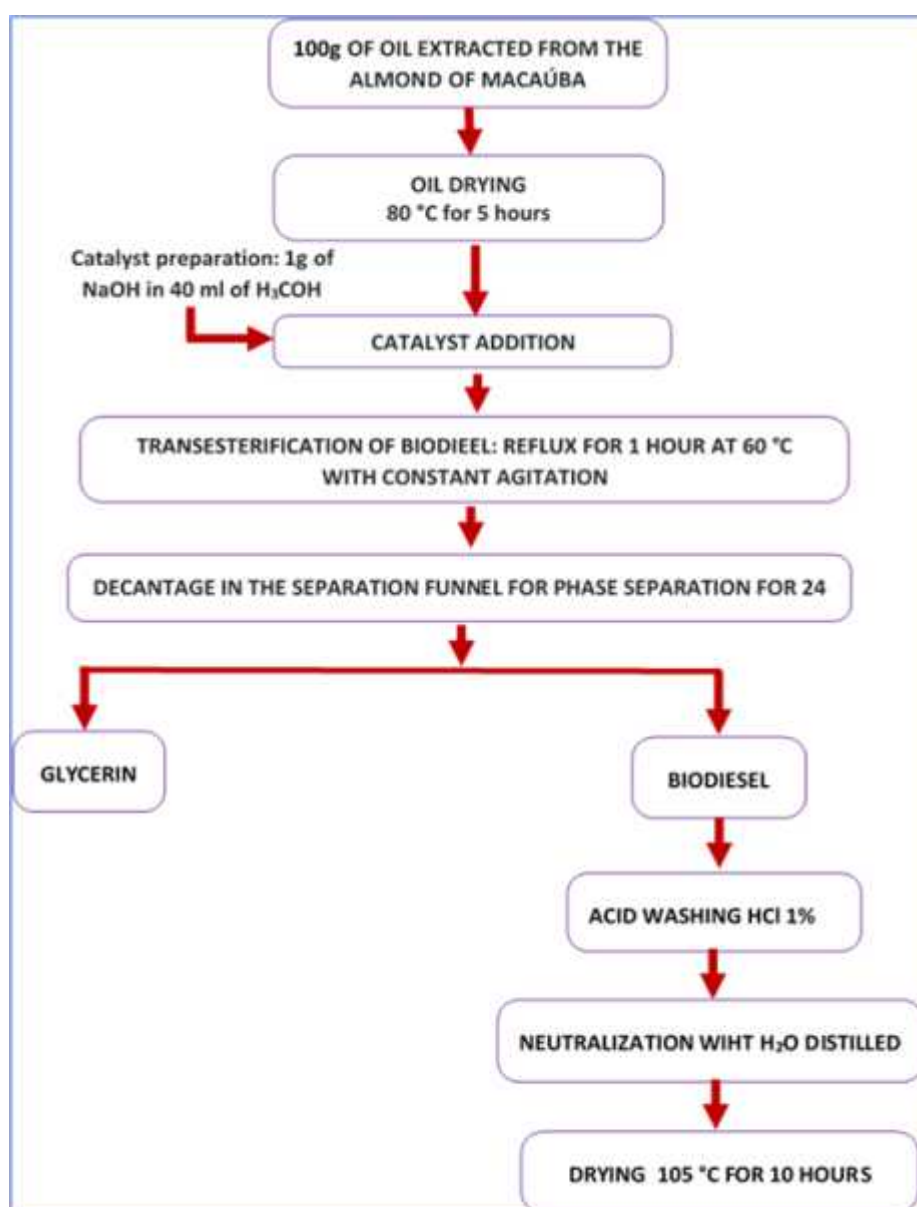 100g OF OIL EXTRACTED FROM THE
ALMOND OF MACAÚBA
OIL DRYING
80 °C for 5 hours
Catalyst preparation: 1g of
NaOH in 40 ml of H₃COH
CATALYST ADDITION
TRANSESTERIFICATION OF BIODIEEL: REFLUX FOR 1 HOUR AT 60 °C
WITH CONSTANT AGITATION
DECANTAGE IN THE SEPARATION FUNNEL FOR PHASE SEPARATION FOR 24
GLYCERIN
BIODIESEL
ACID WASHING HCl 1%
NEUTRALIZATION WIHT H₂O DISTILLED
DRYING 105 °C FOR 10 HOURS